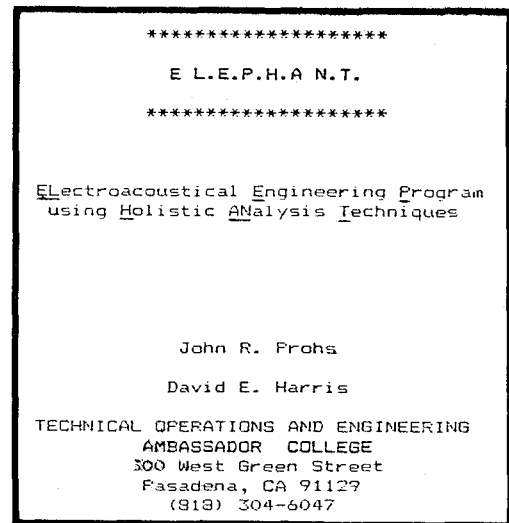 ********************
E L.E.P.H.A N.T.
********************
ELectroacoustical Engineering Program
using Holistic ANalysis Techniques
John R. Prohs
David E. Harris
TECHNICAL OPERATIONS AND ENGINEERING
AMBASSADOR COLLEGE
300 West Green Street
Pasadena, CA 91129
(818) 304-6047